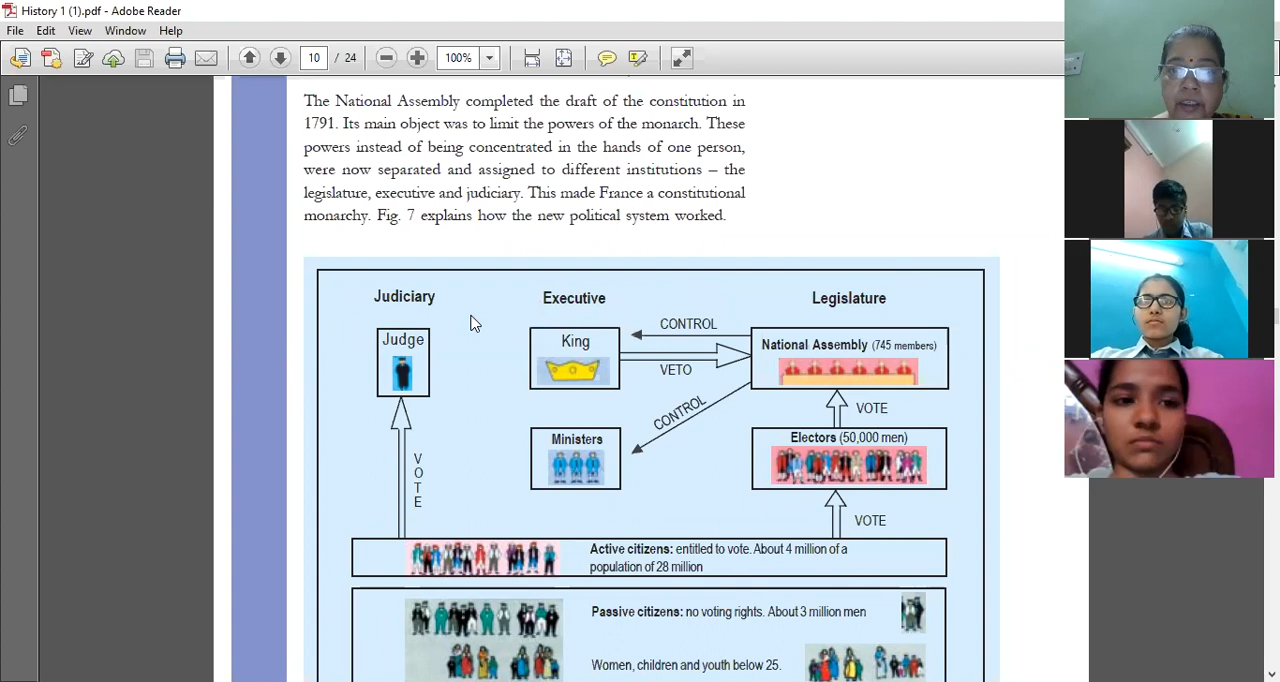 History 1 (1).pdf - Adobe Reader
File Edit View Window Help
10 / 24 100%
The National Assembly completed the draft of the constitution in
1791. Its main object was to limit the powers of the monarch. These
powers instead of being concentrated in the hands of one person,
were now separated and assigned to different institutions – the
legislature, executive and judiciary. This made France a constitutional
monarchy. Fig. 7 explains how the new political system worked.
Judiciary Executive Legislature
Judge
King
CONTROL
National Assembly (745 members)
VETO
CONTROL
VOTE
Ministers
Electors (50,000 men)
VOTE
VOTE
Active citizens: entitled to vote. About 4 million of a
population of 28 million
Passive citizens: no voting rights. About 3 million men
Women, children and youth below 25.